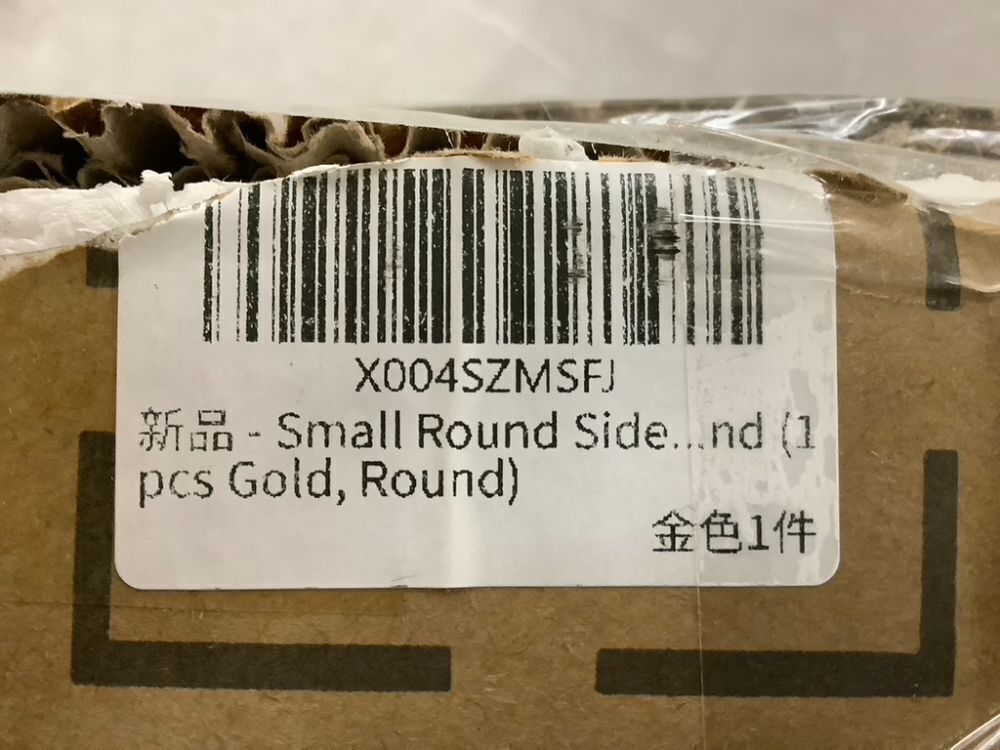 X004SZMSFJ
新品 - Small Round Side...nd (1
pcs Gold, Round)
金色1件